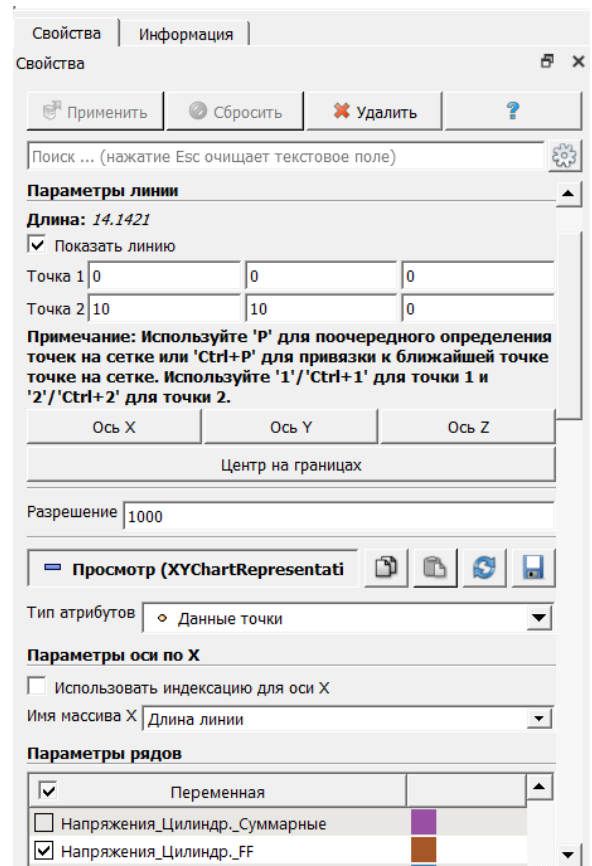 Свойства Информация
Свойства
Применить Сбросить Удалить ?
Поиск ... (нажатие Esc очищает текстовое поле)
Параметры линии
Длина: 14.1421
Показать линию
Точка 1 0 0 0
Точка 2 10 10 0
Примечание: Используйте 'P' для поочередного определения
точек на сетке или 'Ctrl+P' для привязки к ближайшей точке
точке на сетке. Используйте '1'/'Ctrl+1' для точки 1 и
'2'/'Ctrl+2' для точки 2.
Ось X Ось Y Ось Z
Центр на границах
Разрешение 1000
Просмотр (XYChartRepresentati
Тип атрибутов Данные точки
Параметры оси по X
Использовать индексацию для оси X
Имя массива X Длина линии
Параметры рядов
Переменная
Напряжения_Цилиндр._Суммарные
Напряжения_Цилиндр._FF